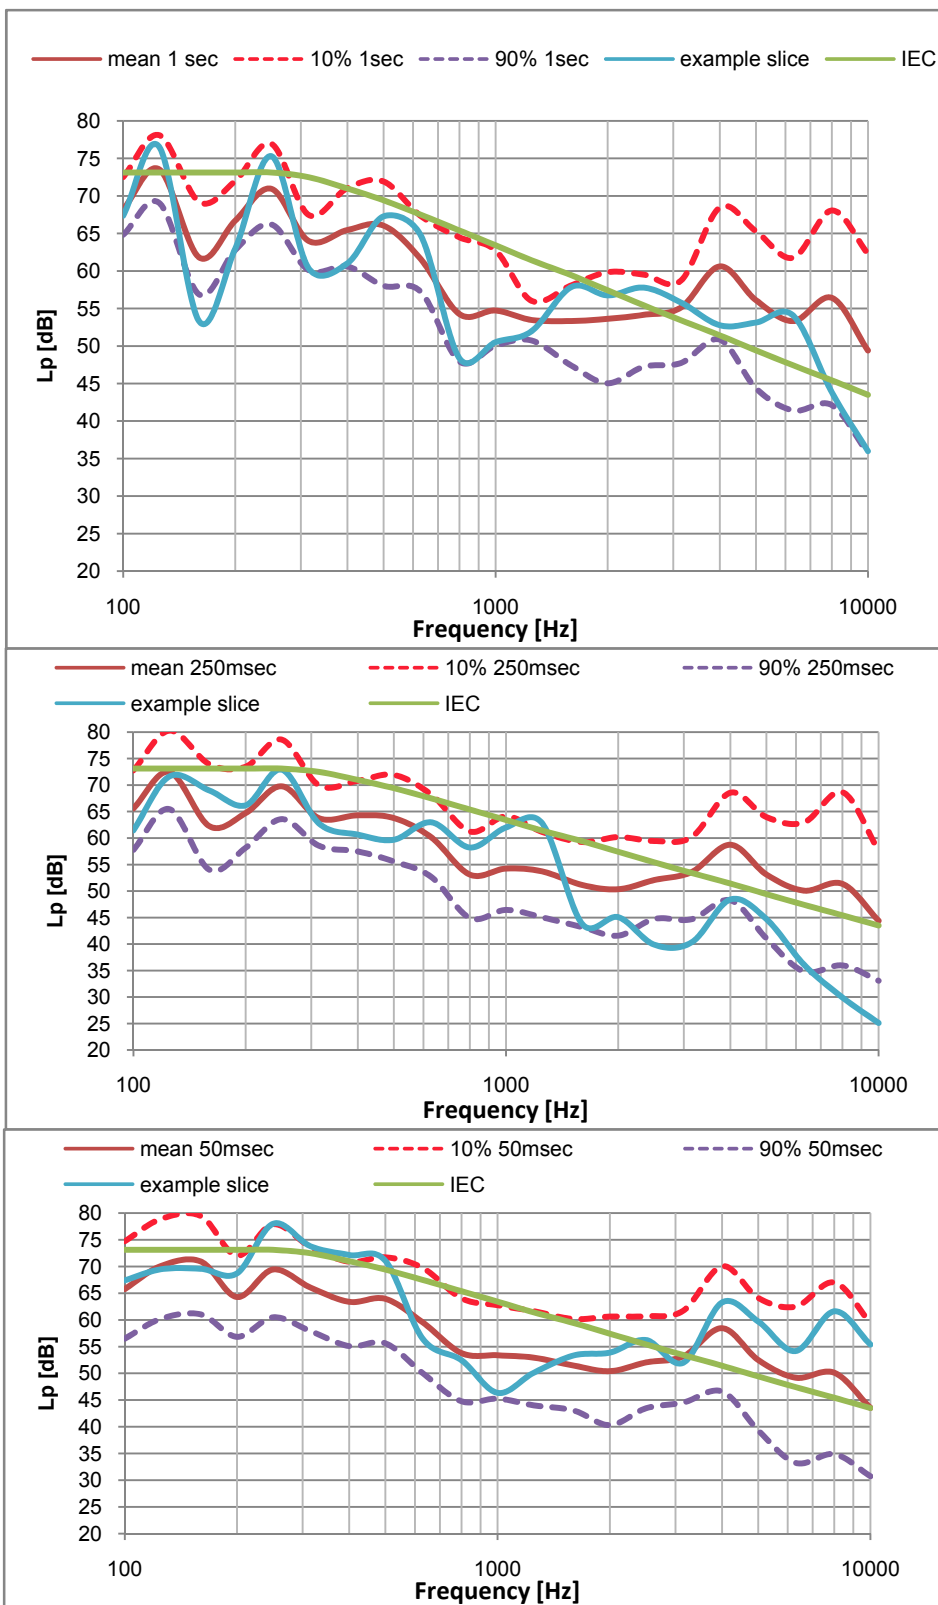 mean 1 sec 10% 1sec 90% 1sec example slice IEC
80
75
70
65
60
55
50
45
40
35
30
25
20
Lp [dB]
100 1000 10000
Frequency [Hz]
mean 250msec 10% 250msec 90% 250msec
example slice IEC
80
75
70
65
60
55
50
45
40
35
30
25
20
Lp [dB]
100 1000 10000
Frequency [Hz]
mean 50msec 10% 50msec 90% 50msec
example slice IEC
80
75
70
65
60
55
50
45
40
35
30
25
20
Lp [dB]
100 1000 10000
Frequency [Hz]